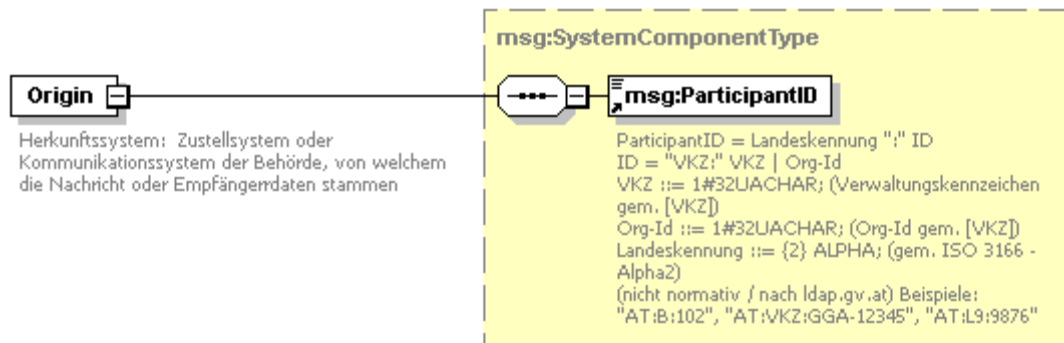 msg:SystemComponentType
Origin
msg:ParticipantID
Herkunftssystem: Zustellsystem oder
Kommunikationssystem der Behörde, von welchem
die Nachricht oder Empfängerrdaten stammen
ParticipantID = Landeskennung ":" ID
ID = "VKZ:" VKZ | Org-Id
VKZ ::= 1#32UACHAR; (Verwaltungskennzeichen
gem. [VKZ])
Org-Id ::= 1#32UACHAR; (Org-Id gem. [VKZ])
Landeskennung ::= {2} ALPHA; (gem. ISO 3166 -
Alpha2)
(nicht normativ / nach ldap.gv.at) Beispiele:
"AT:B:102", "AT:VKZ:GGA-12345", "AT:L9:9876"